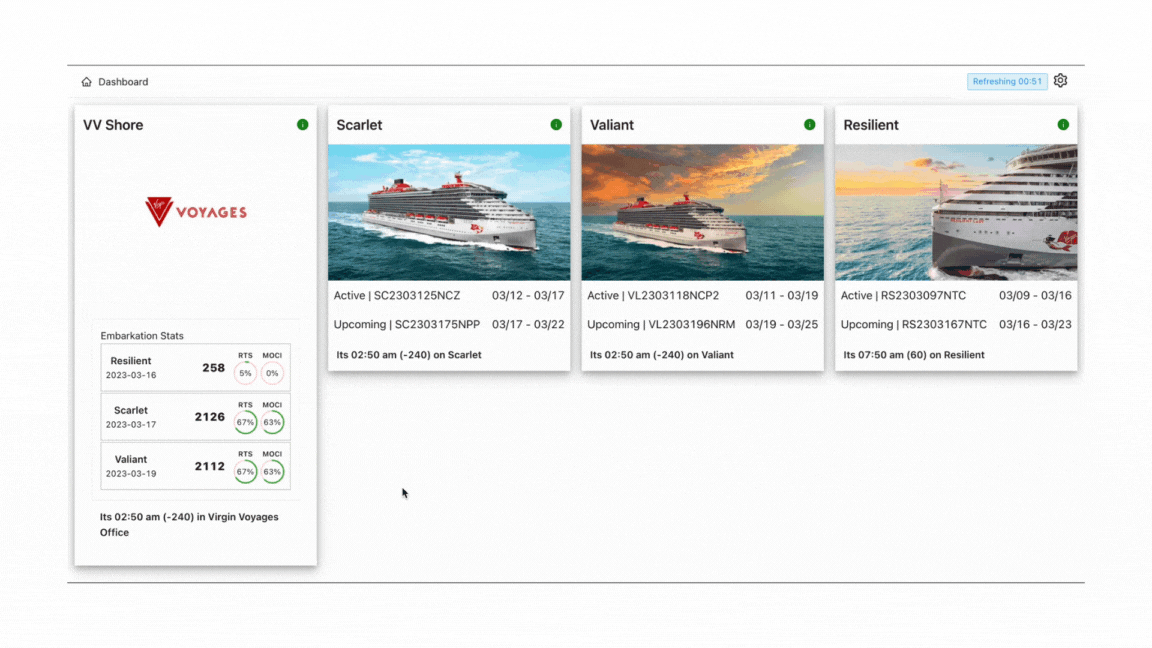 Dashboard
Refreshing 00:51
VV Shore
VOYAGES
Embarkation Stats
Resilient
2023-03-16
258
RTS
5%
MOCI
0%
Scarlet
2023-03-17
2126
RTS
67%
MOCI
63%
Valiant
2023-03-19
2112
RTS
67%
MOCI
63%
Its 02:50 am (-240) in Virgin Voyages
Office
Scarlet
Active | SC2303125NCZ 03/12 - 03/17
Upcoming | SC2303175NPP 03/17 - 03/22
Its 02:50 am (-240) on Scarlet
Valiant
Active | VL2303118NCP2 03/11 - 03/19
Upcoming | VL2303196NRM 03/19 - 03/25
Its 02:50 am (-240) on Valiant
Resilient
Active | RS2303097NTC 03/09 - 03/16
Upcoming | RS2303167NTC 03/16 - 03/23
Its 07:50 am (60) on Resilient